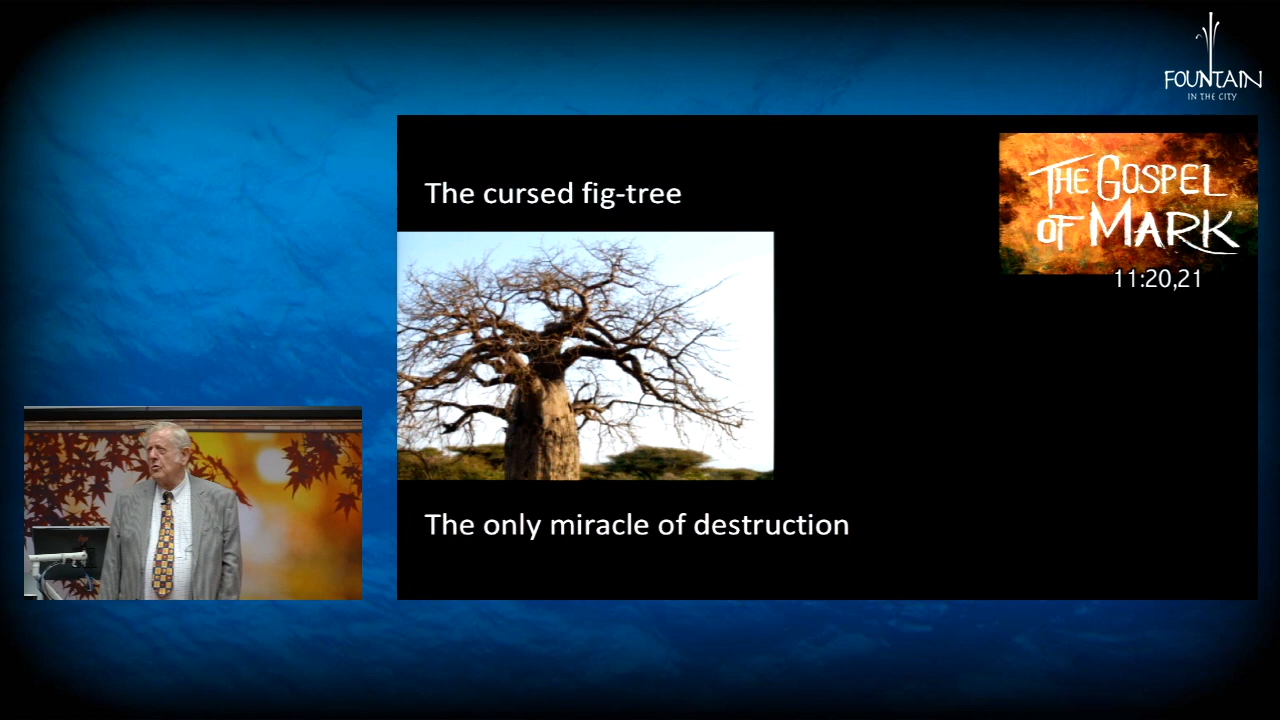 FOUNTAIN
IN THE CITY
The cursed fig-tree
THE GOSPEL
OF MARK
11:20,21
The only miracle of destruction